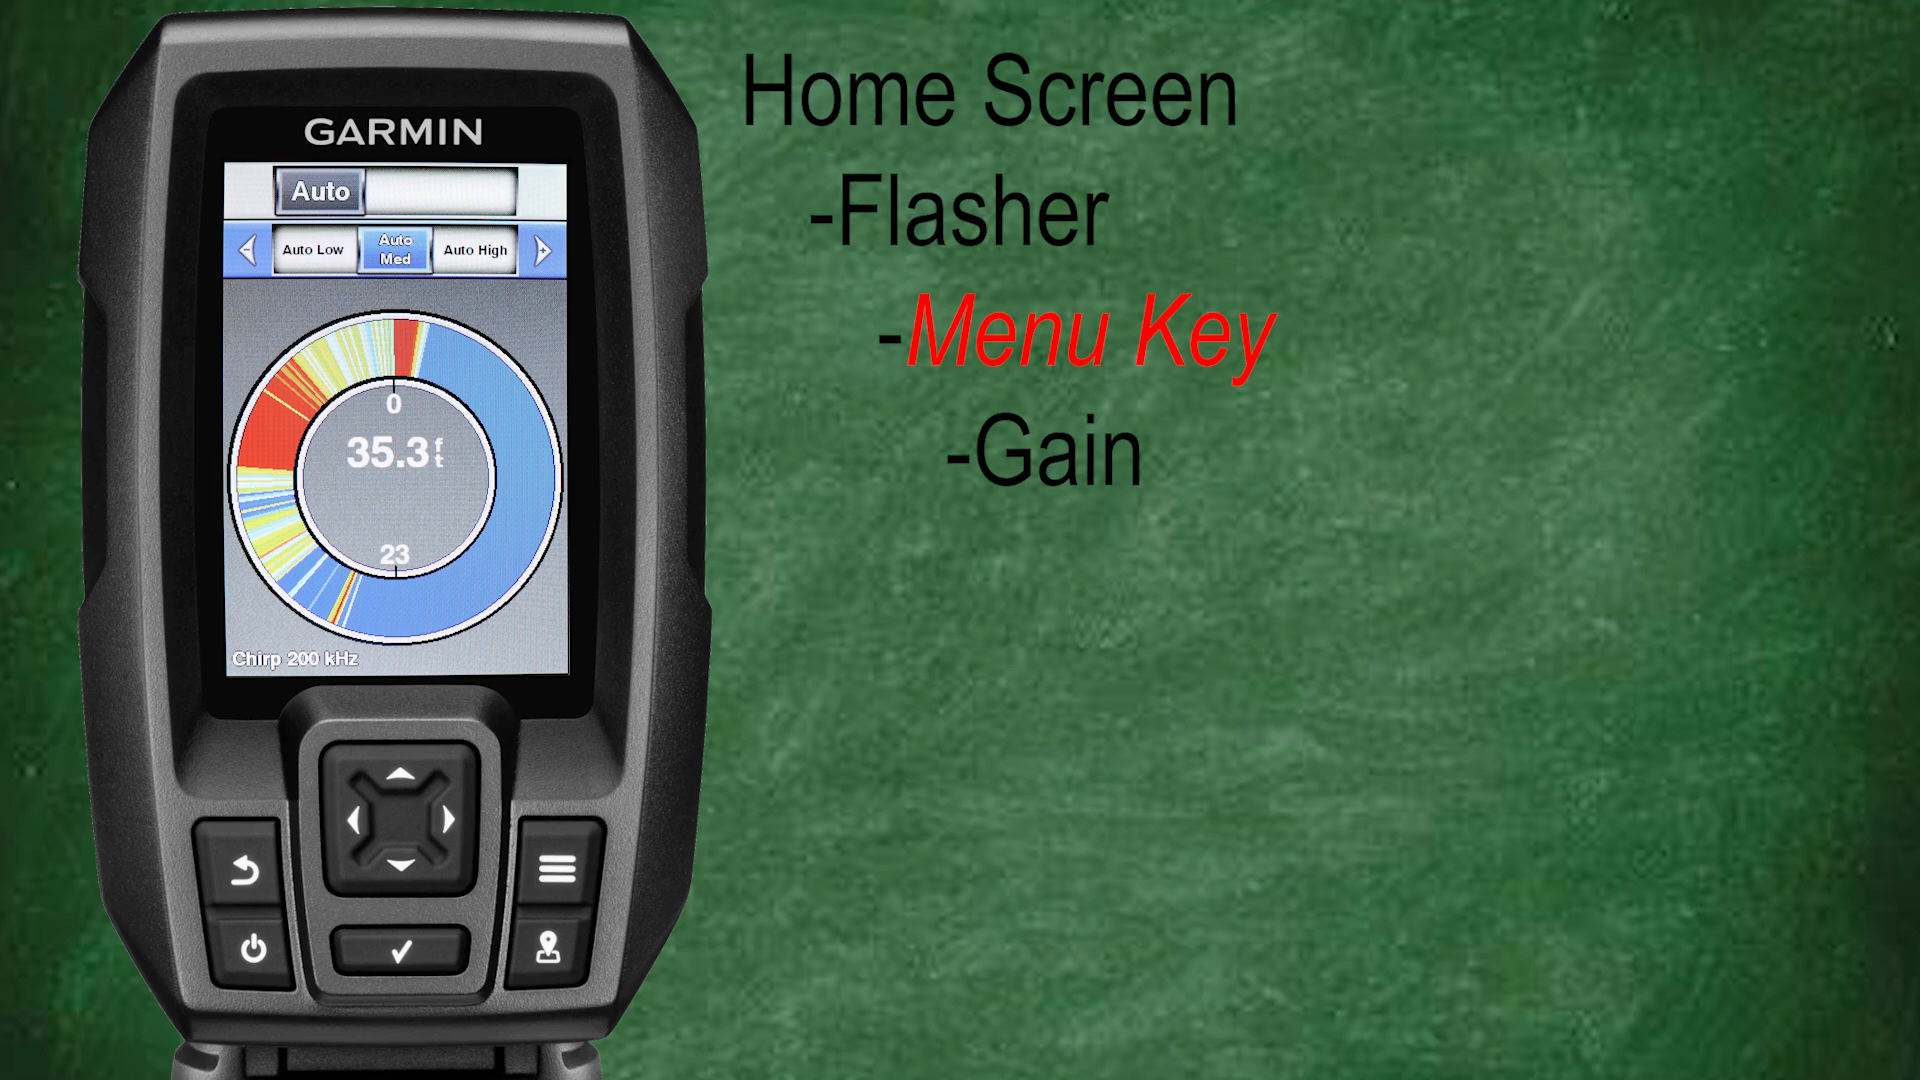 GARMIN
Auto
Auto Low
Auto Med
Auto High
0
35.3 ft
23
Chirp 200 kHz
Home Screen
-Flasher
-Menu Key
-Gain